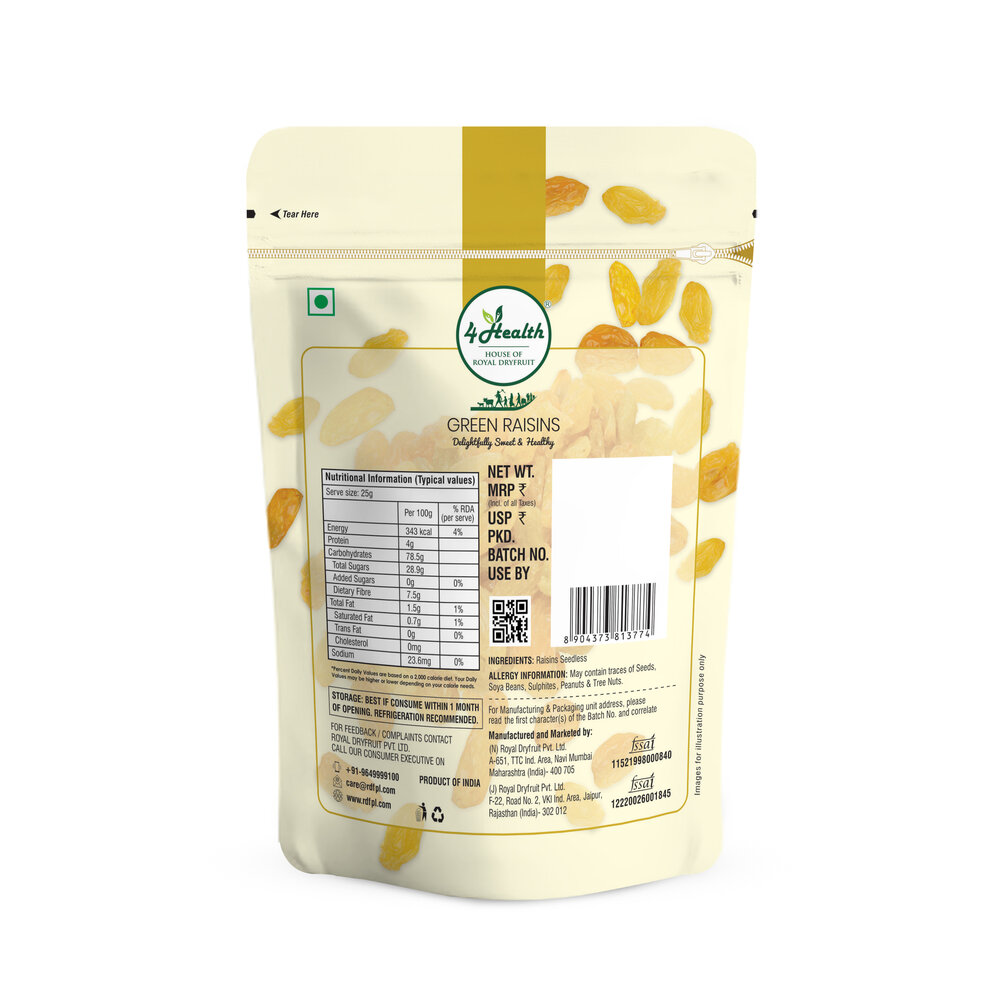 Tear Here
4Health
®
HOUSE OF
ROYAL DRYFRUIT
GREEN RAISINS
Delightfully Sweet & Healthy
Nutritional Information (Typical values)
Serve size: 25g
Per 100g % RDA (per serve)
Energy 343 kcal 4%
Protein 4g
Carbohydrates 78.5g
Total Sugars 28.9g
Added Sugars 0g 0%
Dietary Fibre 7.5g
Total Fat 1.5g 1%
Saturated Fat 0.7g 1%
Trans Fat 0g 0%
Cholesterol 0mg
Sodium 23.6mg 0%
*Percent Daily Values are based on a 2,000 calorie diet. Your Daily
Values may be higher or lower depending on your calorie needs.
STORAGE: BEST IF CONSUME WITHIN 1 MONTH
OF OPENING. REFRIGERATION RECOMMENDED.
FOR FEEDBACK / COMPLAINTS CONTACT
ROYAL DRYFRUIT PVT. LTD.
CALL OUR CONSUMER EXECUTIVE ON
+91-9649999100
care@rdfpl.com
www.rdfpl.com
PRODUCT OF INDIA
NET WT.
MRP ₹
(Incl. of all Taxes)
USP ₹
PKD.
BATCH NO.
USE BY
8 904373 813774
INGREDIENTS: Raisins Seedless
ALLERGY INFORMATION: May contain traces of Seeds,
Soya Beans, Sulphites, Peanuts & Tree Nuts.
For Manufacturing & Packaging unit address, please
read the first character(s) of the Batch No. and correlate
Manufactured and Marketed by:
(N) Royal Dryfruit Pvt. Ltd.
A-651, TTC Ind. Area, Navi Mumbai
Maharashtra (India)- 400 705
fssai
11521998000840
(J) Royal Dryfruit Pvt. Ltd.
F-22, Road No. 2, VKI Ind. Area, Jaipur,
Rajasthan (India)- 302 012
fssai
12220026001845
Images for illustration purpose only